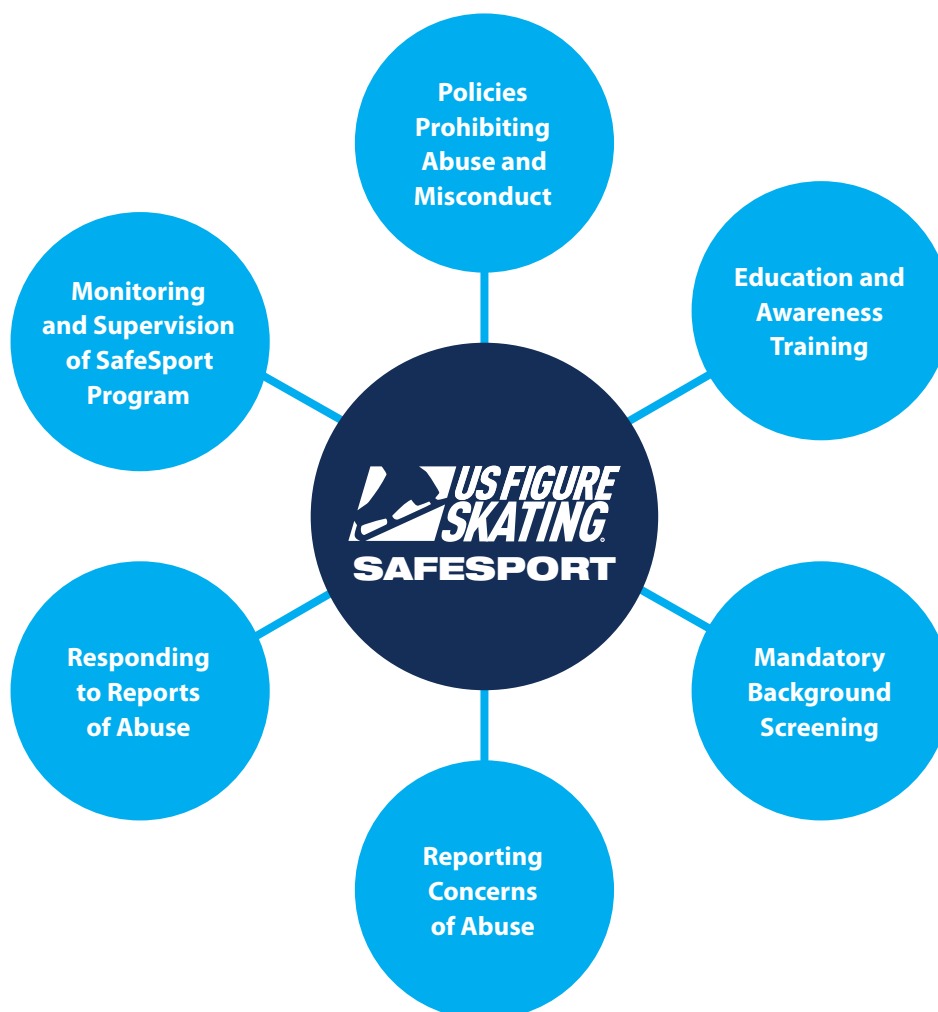 Policies
Prohibiting
Abuse and
Misconduct
Education and
Awareness
Training
Mandatory
Background
Screening
Reporting
Concerns
of Abuse
Responding
to Reports
of Abuse
Monitoring
and Supervision
of SafeSport
Program
US FIGURE
SKATING
SAFESPORT